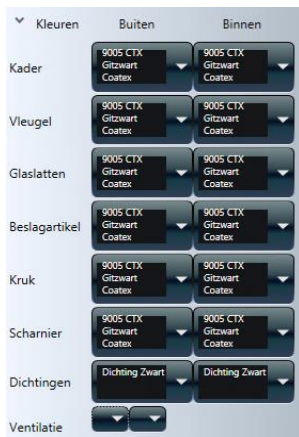 Kleuren Buiten Binnen
9005 CTX 9005 CTX
Kader Gitzwart Gitzwart
Coatex Coatex
9005 CTX 9005 CTX
Vleugel Gitzwart Gitzwart
Coatex Coatex
9005 CTX 9005 CTX
Glaslatten Gitzwart Gitzwart
Coatex Coatex
9005 CTX 9005 CTX
Beslagartikel Gitzwart Gitzwart
Coatex Coatex
9005 CTX 9005 CTX
Kruk Gitzwart Gitzwart
Coatex Coatex
9005 CTX 9005 CTX
Scharnier Gitzwart Gitzwart
Coatex Coatex
Dichtingen Dichting Zwart Dichting Zwart
Ventilatie